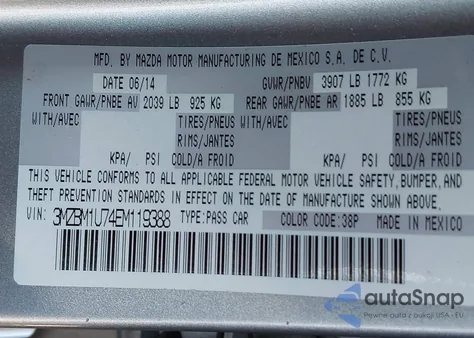 MFD. BY MAZDA MOTOR MANUFACTURING DE MEXICO S.A. DE C.V.
DATE 06/14 GVWR/PNBV 3907 LB 1772 KG
FRONT GAWR/PNBE AV 2039 LB 925 KG REAR GAWR/PNBE AR 1885 LB 855 KG
WITH/AVEC TIRES/PNEUS WITH/AVEC TIRES/PNEUS
RIMS/JANTES RIMS/JANTES
KPA/ PSI COLD/A FROID KPA/ PSI COLD/A FROID
THIS VEHICLE CONFORMS TO ALL APPLICABLE FEDERAL MOTOR VEHICLE SAFETY, BUMPER, AND
THEFT PREVENTION STANDARDS IN EFFECT ON THE DATE OF MANUFACTURE SHOWN ABOVE.
VIN: 3MZBM1U74EM119388 TYPE:PASS CAR COLOR CODE:38P MADE IN MEXICO
autoSnap
Pewne auta z USA i EU